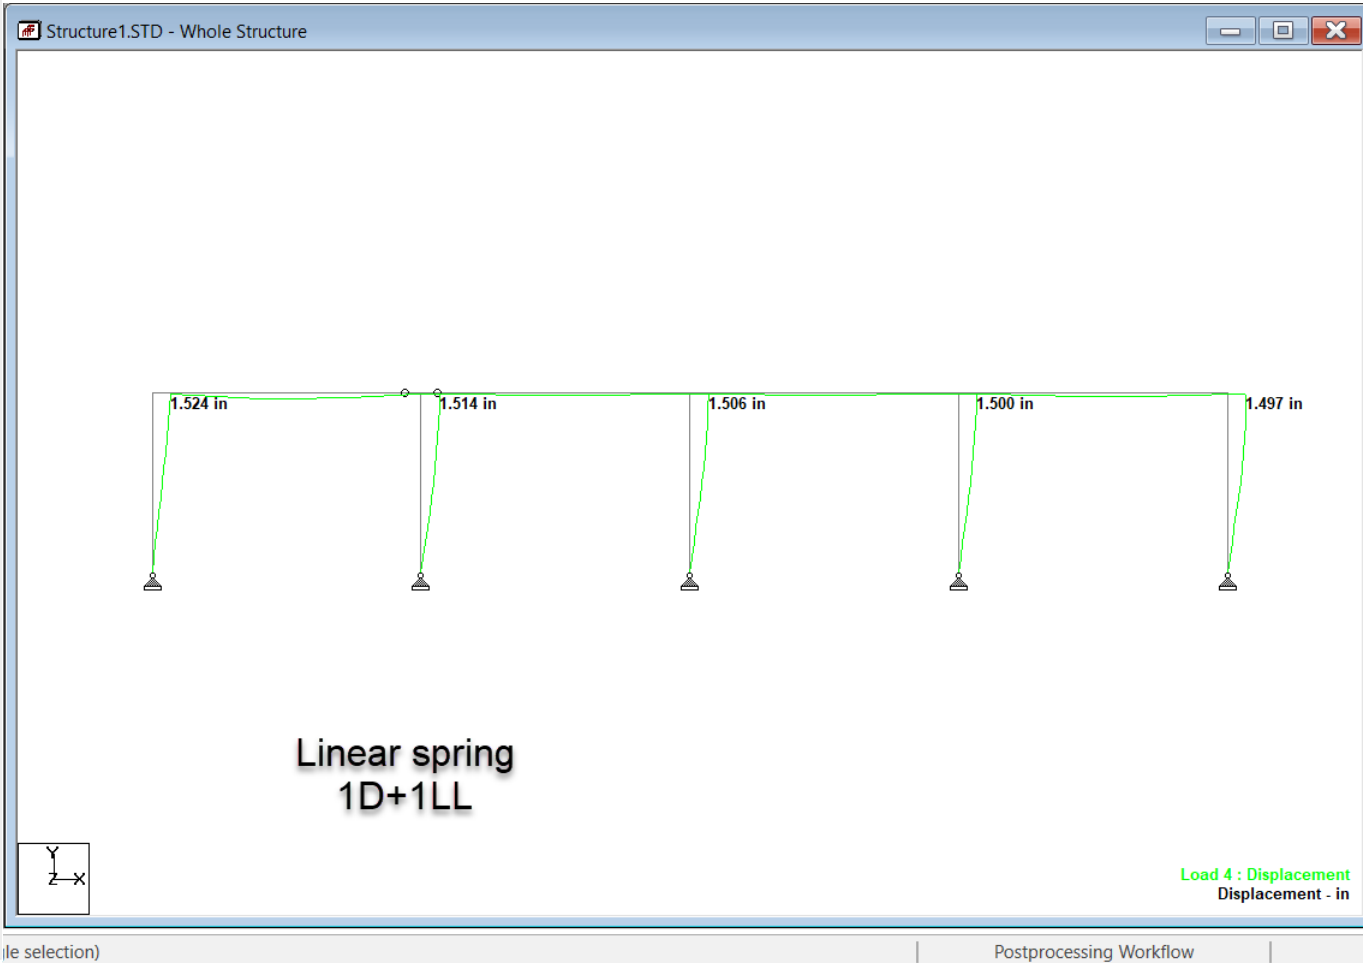 Structure1.STD - Whole Structure
1.524 in
1.514 in
1.506 in
1.500 in
1.497 in
Linear spring
1D+1LL
Y
Z X
Load 4 : Displacement
Displacement - in
le selection)
Postprocessing Workflow